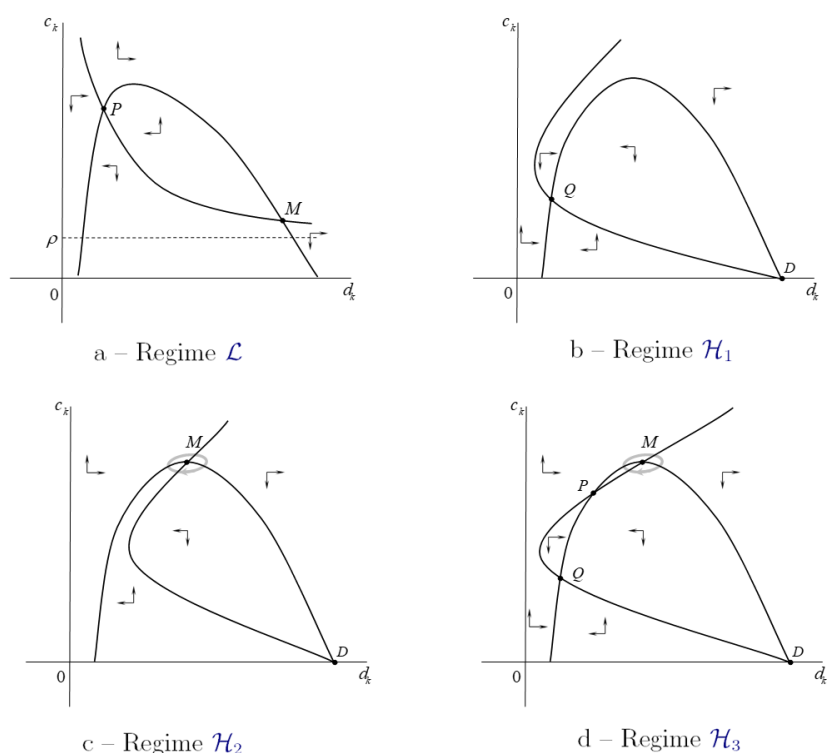 c_k
P
M
ρ
0
d_k
a – Regime ℒ
c_k
Q
D
0
d_k
b – Regime ℋ₁
c_k
M
D
0
d_k
c – Regime ℋ₂
c_k
M
P
Q
D
0
d_k
d – Regime ℋ₃